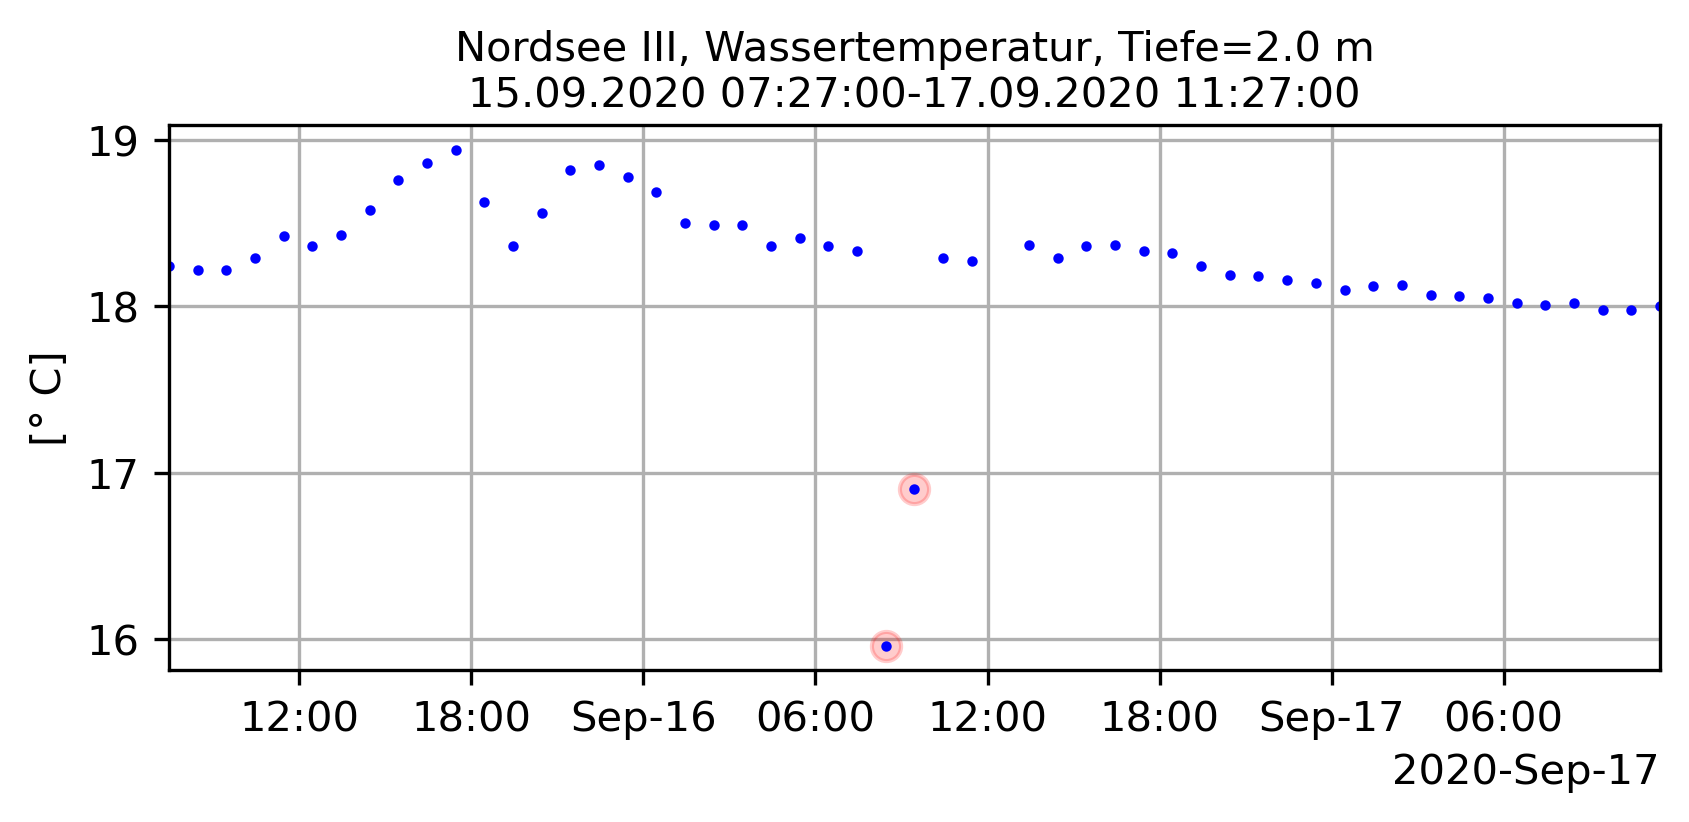 Nordsee III, Wassertemperatur, Tiefe=2.0 m
15.09.2020 07:27:00-17.09.2020 11:27:00
19
18
17
16
[° C]
12:00 18:00 Sep-16 06:00 12:00 18:00 Sep-17 06:00
2020-Sep-17